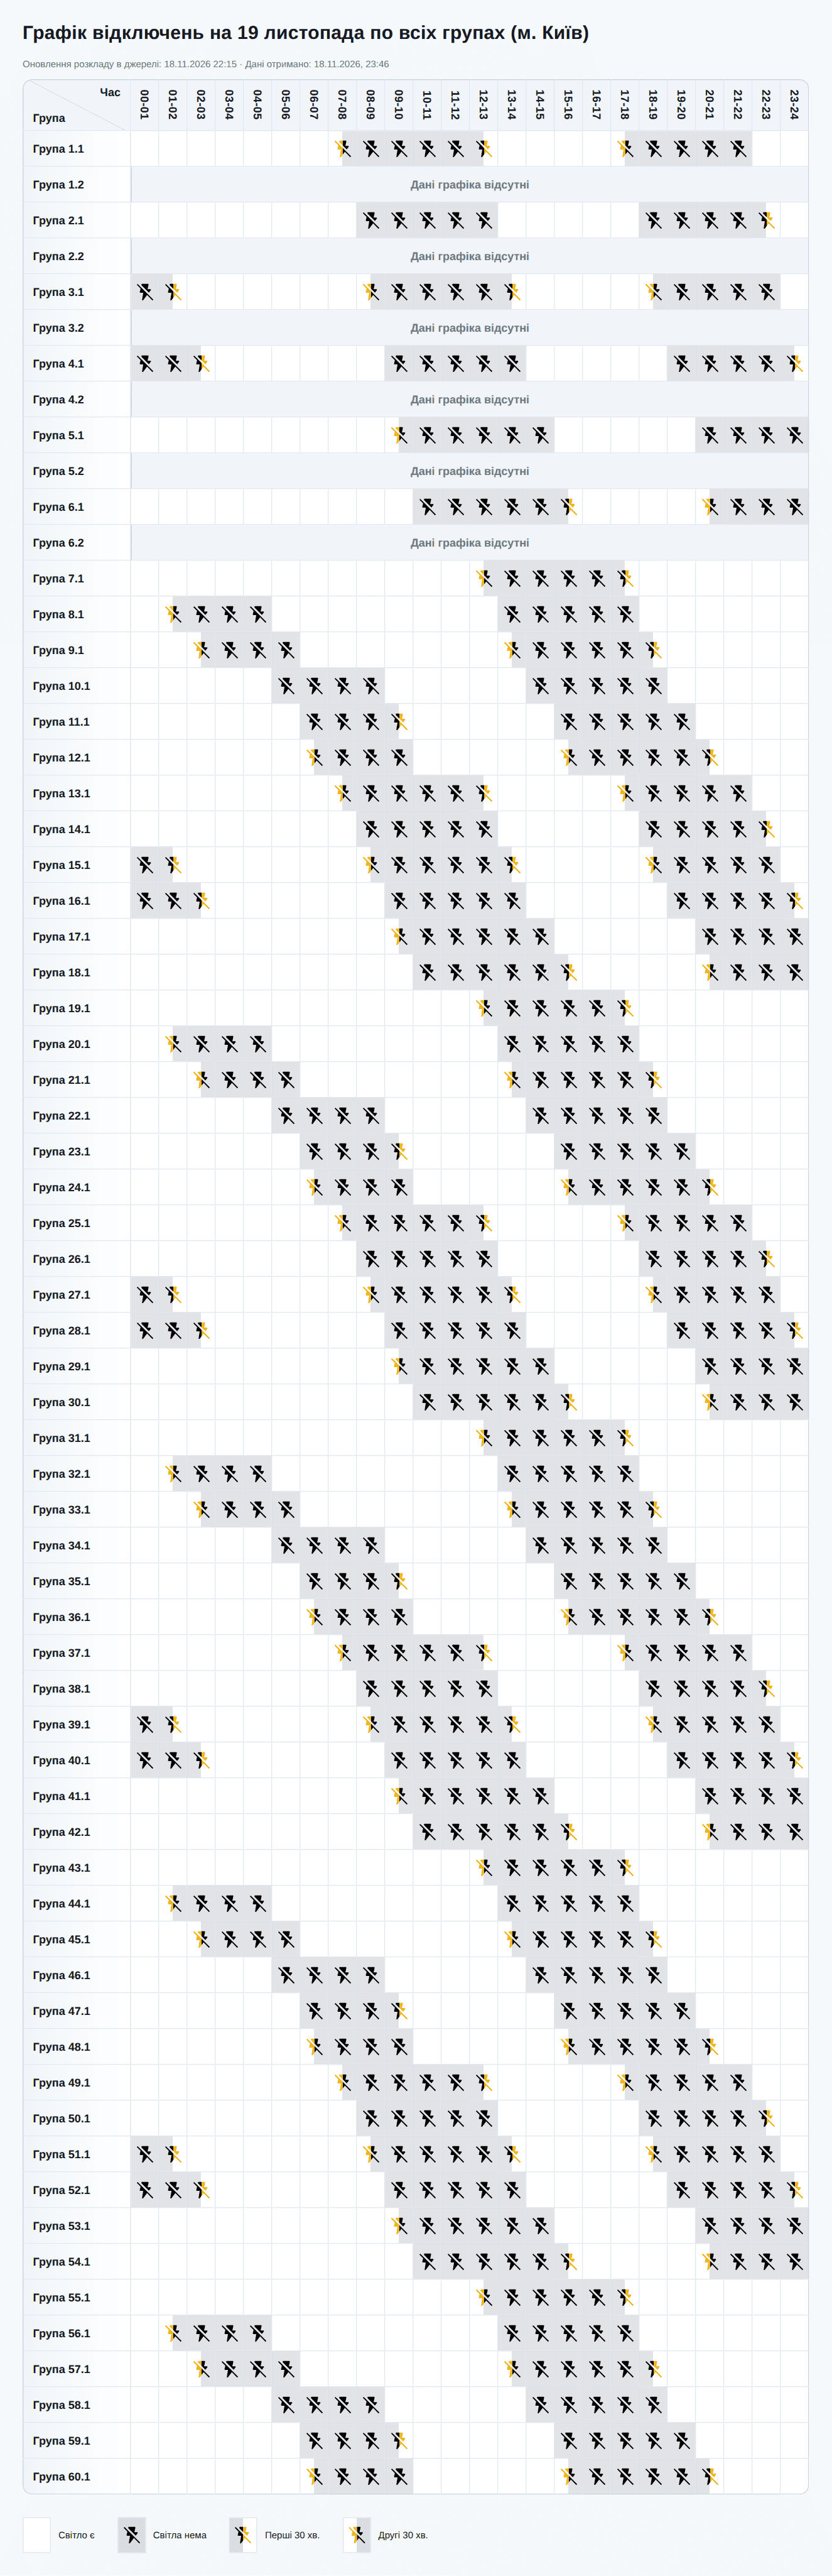 Графік відключень на 19 листопада по всіх групах (м. Київ)
Оновлення розкладу в джерелі: 18.11.2026 22:15 · Дані отримано: 18.11.2026, 23:46
Час
Група
00-01 01-02 02-03 03-04 04-05 05-06 06-07 07-08 08-09 09-10 10-11 11-12 12-13 13-14 14-15 15-16 16-17 17-18 18-19 19-20 20-21 21-22 22-23 23-24
Група 1.1
Група 1.2 Дані графіка відсутні
Група 2.1
Група 2.2 Дані графіка відсутні
Група 3.1
Група 3.2 Дані графіка відсутні
Група 4.1
Група 4.2 Дані графіка відсутні
Група 5.1
Група 5.2 Дані графіка відсутні
Група 6.1
Група 6.2 Дані графіка відсутні
Група 7.1
Група 8.1
Група 9.1
Група 10.1
Група 11.1
Група 12.1
Група 13.1
Група 14.1
Група 15.1
Група 16.1
Група 17.1
Група 18.1
Група 19.1
Група 20.1
Група 21.1
Група 22.1
Група 23.1
Група 24.1
Група 25.1
Група 26.1
Група 27.1
Група 28.1
Група 29.1
Група 30.1
Група 31.1
Група 32.1
Група 33.1
Група 34.1
Група 35.1
Група 36.1
Група 37.1
Група 38.1
Група 39.1
Група 40.1
Група 41.1
Група 42.1
Група 43.1
Група 44.1
Група 45.1
Група 46.1
Група 47.1
Група 48.1
Група 49.1
Група 50.1
Група 51.1
Група 52.1
Група 53.1
Група 54.1
Група 55.1
Група 56.1
Група 57.1
Група 58.1
Група 59.1
Група 60.1
Світло є Світла нема Перші 30 хв. Другі 30 хв.